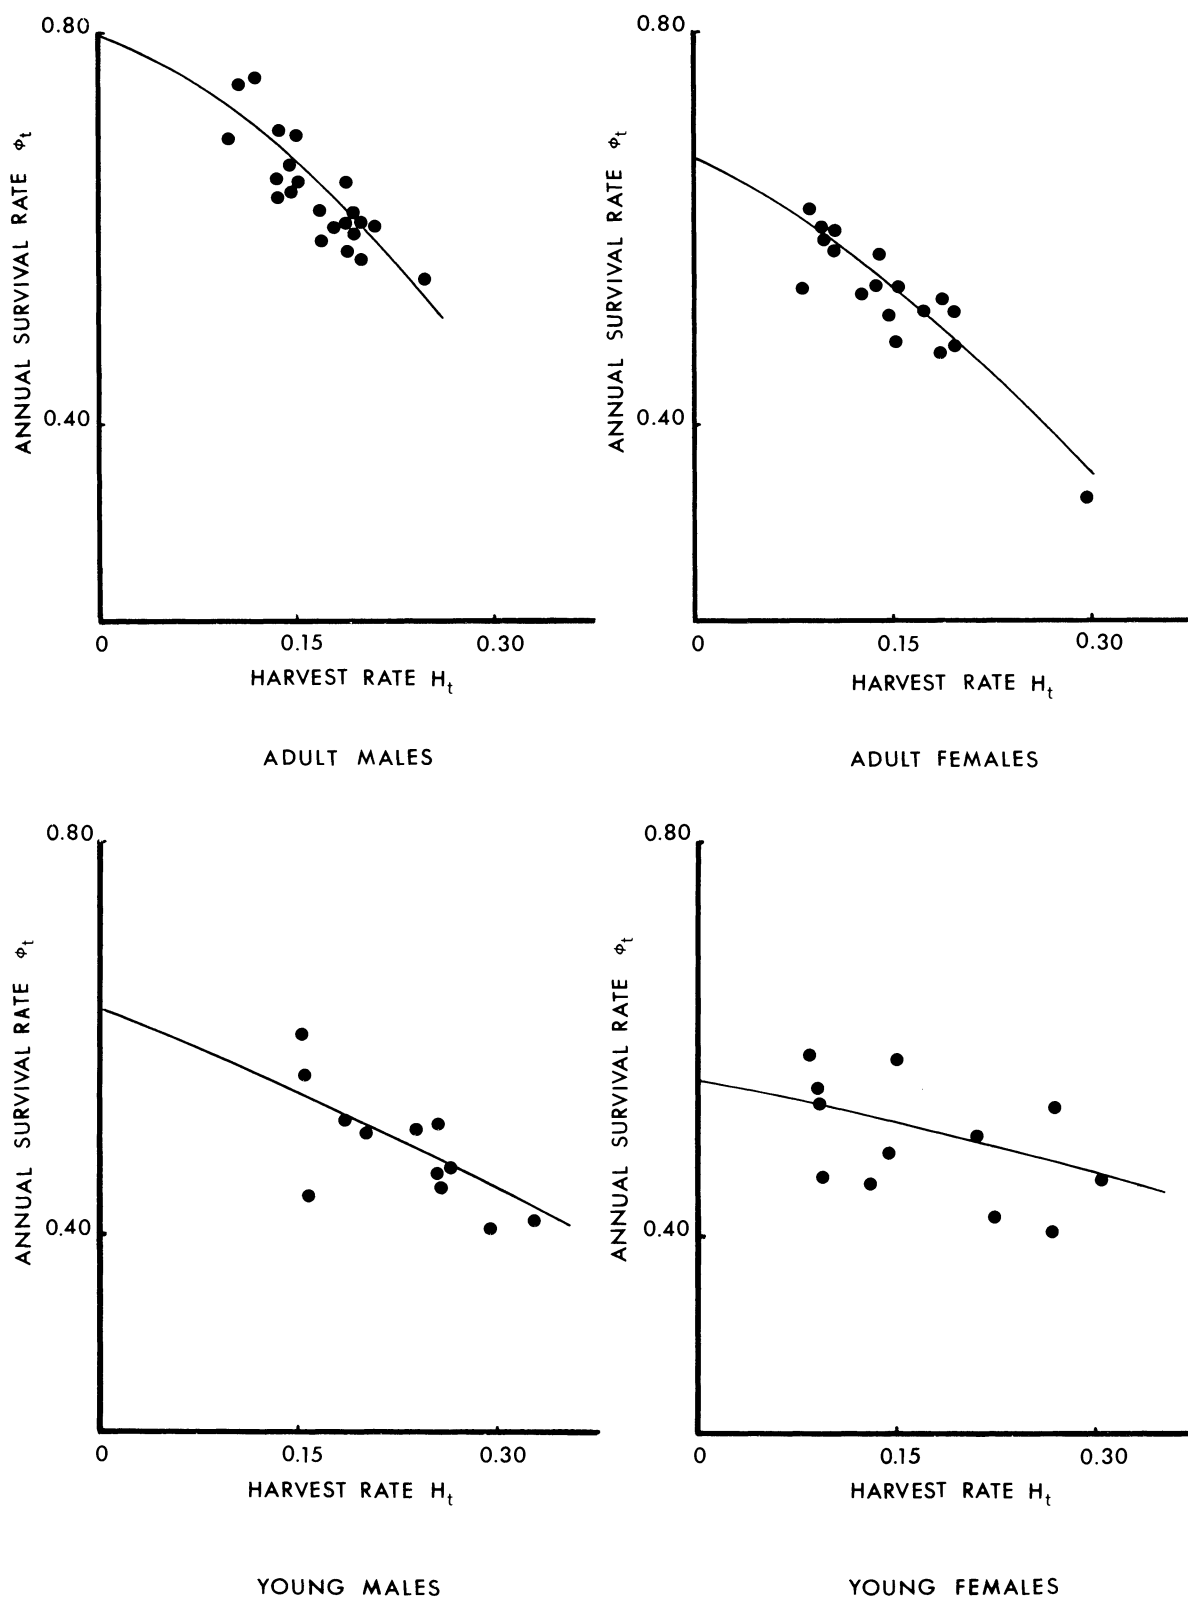 0.80
ANNUAL SURVIVAL RATE φt
0.40
0 0.15 0.30
HARVEST RATE Ht
ADULT MALES
0.80
ANNUAL SURVIVAL RATE φt
0.40
0 0.15 0.30
HARVEST RATE Ht
ADULT FEMALES
0.80
ANNUAL SURVIVAL RATE φt
0.40
0 0.15 0.30
HARVEST RATE Ht
YOUNG MALES
0.80
ANNUAL SURVIVAL RATE φt
0.40
0 0.15 0.30
HARVEST RATE Ht
YOUNG FEMALES